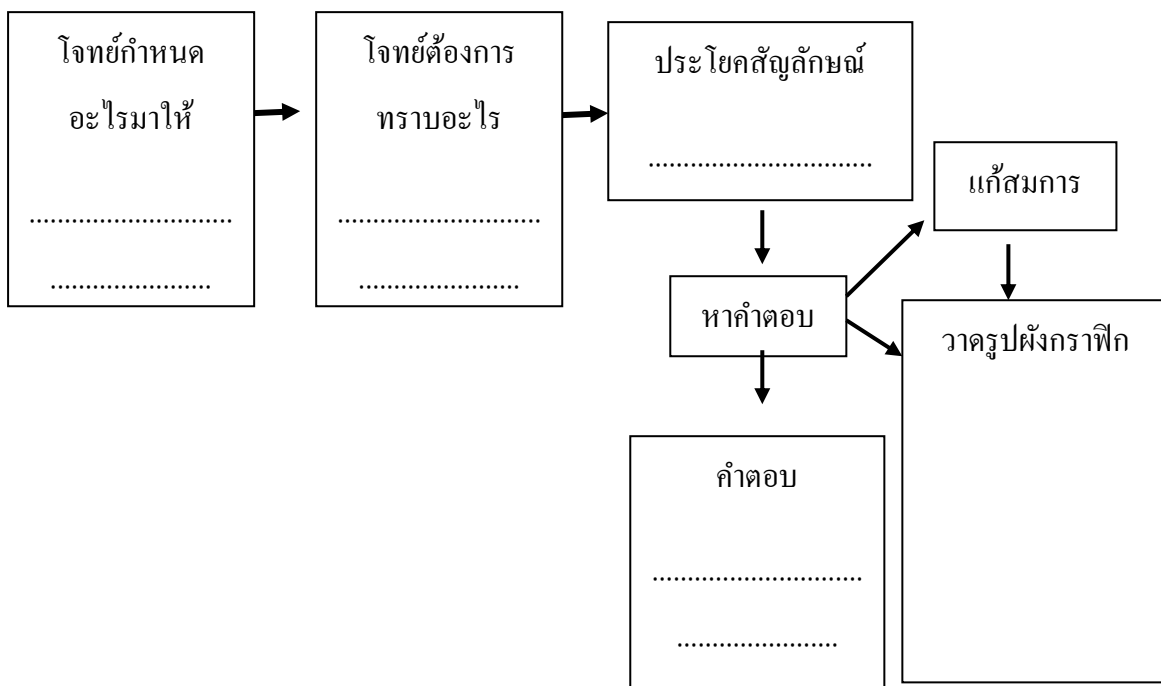 โจทย์กำหนด
อะไรมาให้
.............................
.......................
โจทย์ต้องการ
ทราบอะไร
.............................
.......................
ประโยคสัญลักษณ์
................................
แก้สมการ
หาคำตอบ
วาดรูปผังกราฟิก
คำตอบ
..............................
.......................